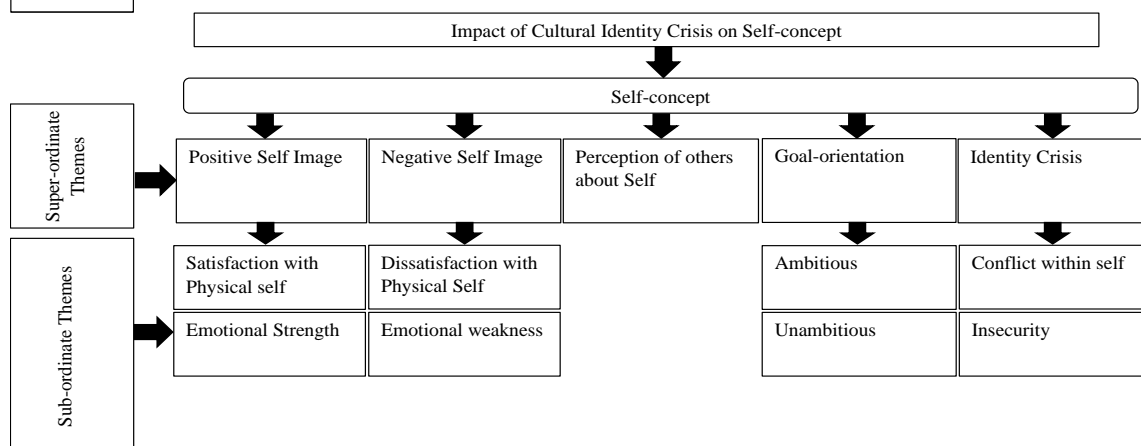 Impact of Cultural Identity Crisis on Self-concept
Self-concept
Super-ordinate
Themes
Positive Self Image
Negative Self Image
Perception of others
about Self
Goal-orientation
Identity Crisis
Sub-ordinate Themes
Satisfaction with
Physical self
Dissatisfaction with
Physical Self
Ambitious
Conflict within self
Emotional Strength
Emotional weakness
Unambitious
Insecurity